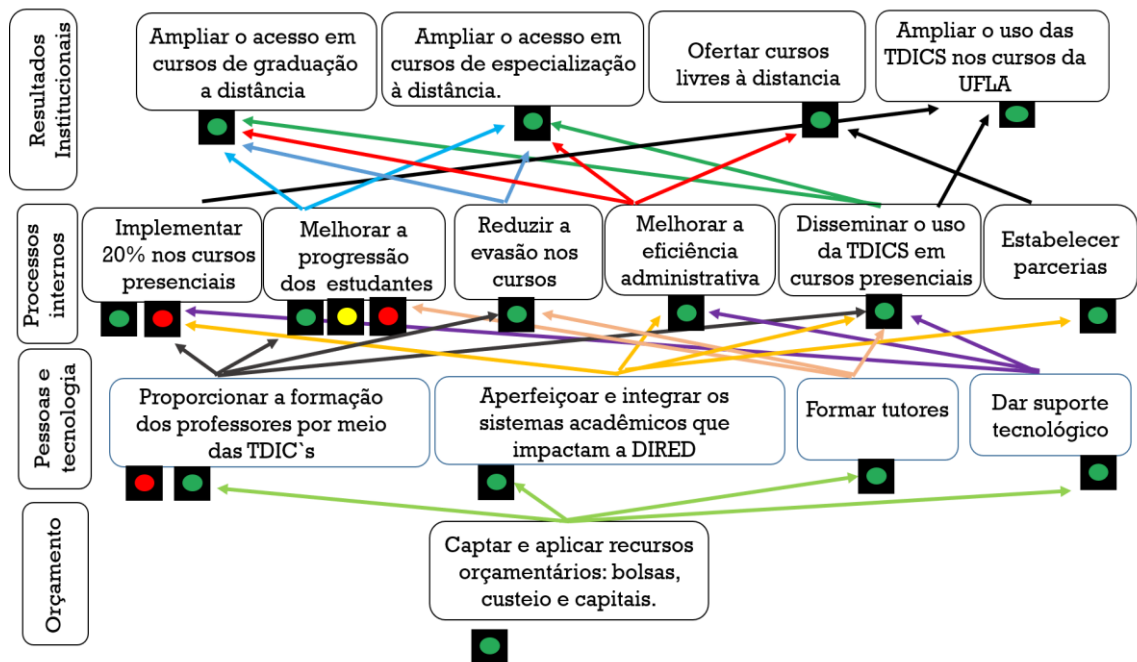 Resultados
Institucionais
Ampliar o acesso em
cursos de graduação
a distância
Ampliar o acesso em
cursos de especialização
à distância.
Ofertar cursos
livres à distancia
Ampliar o uso das
TDICS nos cursos da
UFLA
Processos
internos
Implementar
20% nos cursos
presenciais
Melhorar a
progressão
dos estudantes
Reduzir a
evasão nos
cursos
Melhorar a
eficiência
administrativa
Disseminar o uso
da TDICS em
cursos presenciais
Estabelecer
parcerias
Pessoas e
tecnologia
Proporcionar a formação
dos professores por meio
das TDIC`s
Aperfeiçoar e integrar os
sistemas acadêmicos que
impactam a DIRED
Formar tutores
Dar suporte
tecnológico
Orçamento
Captar e aplicar recursos
orçamentários: bolsas,
custeio e capitais.